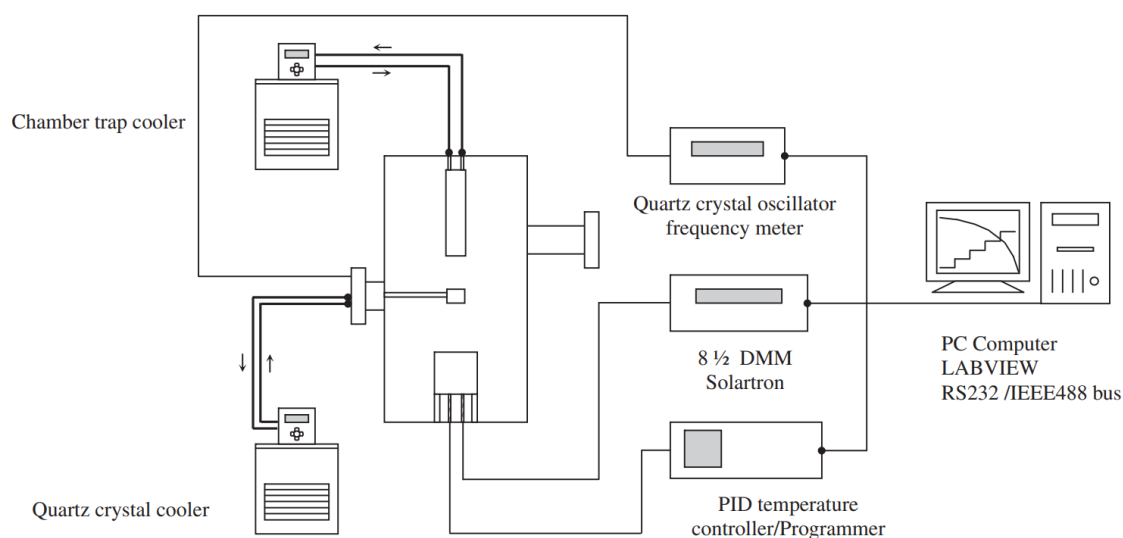 Chamber trap cooler
Quartz crystal oscillator
frequency meter
8 ½ DMM
Solartron
PC Computer
LABVIEW
RS232 /IEEE488 bus
Quartz crystal cooler
PID temperature
controller/Programmer